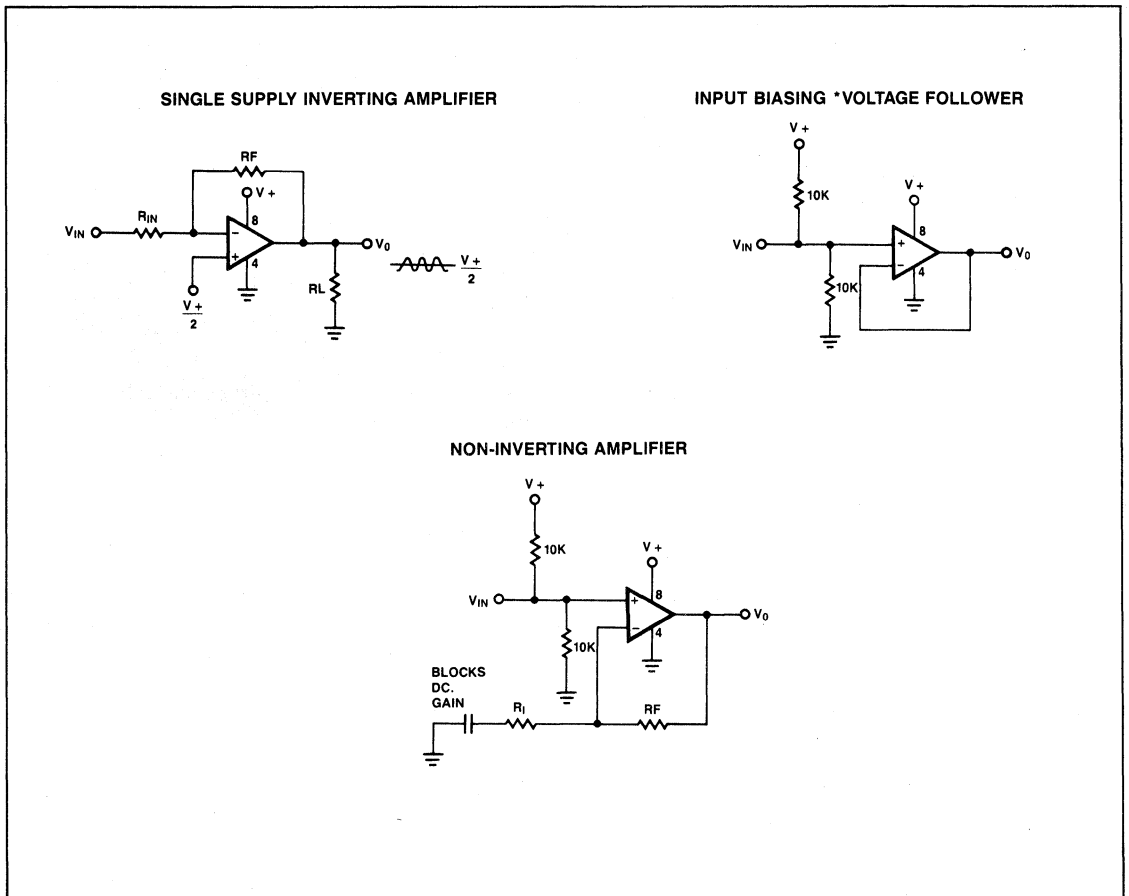 SINGLE SUPPLY INVERTING AMPLIFIER
RF
V+
8
RIN
VIN
−
+
4
V0
V+
2
RL
V+
2
INPUT BIASING *VOLTAGE FOLLOWER
V+
10K
V+
8
VIN
+
−
4
V0
10K
NON-INVERTING AMPLIFIER
V+
10K
V+
8
VIN
+
−
4
V0
10K
BLOCKS
DC.
GAIN
RI
RF